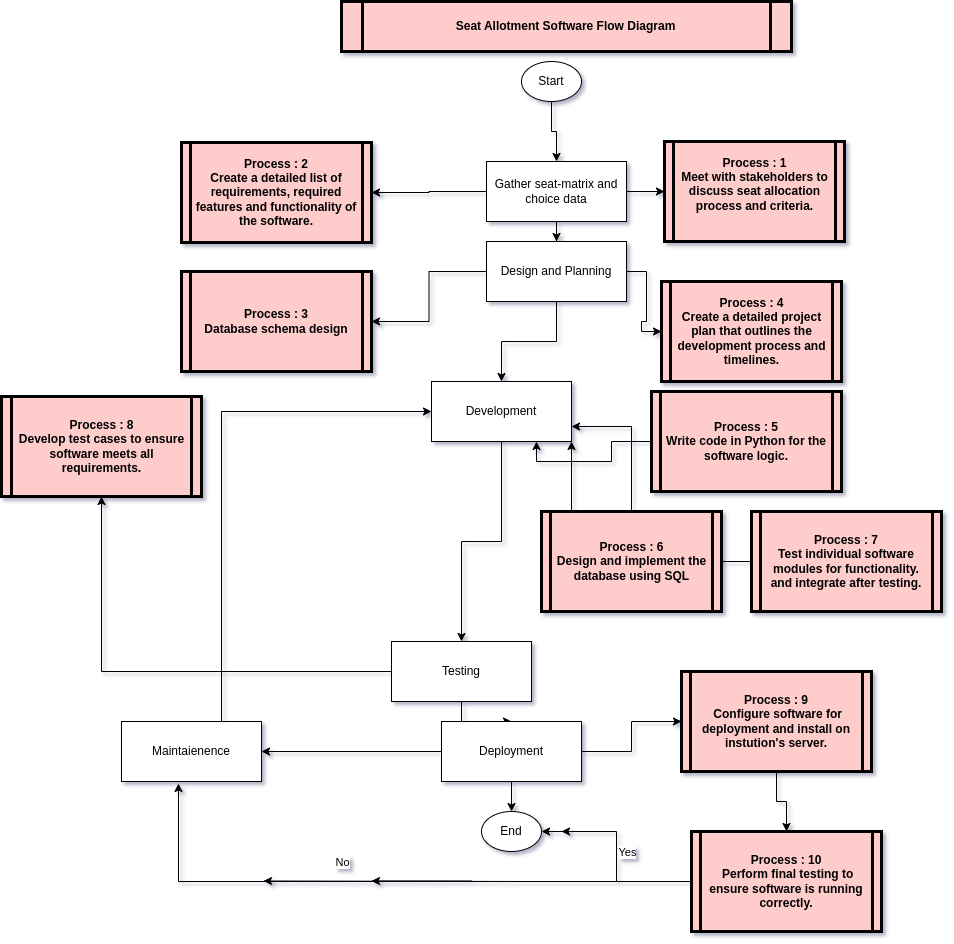 Seat Allotment Software Flow Diagram
Start
Process : 2
Create a detailed list of
requirements, required
features and functionality of
the software.
Gather seat-matrix and
choice data
Process : 1
Meet with stakeholders to
discuss seat allocation
process and criteria.
Design and Planning
Process : 3
Database schema design
Process : 4
Create a detailed project
plan that outlines the
development process and
timelines.
Development
Process : 8
Develop test cases to ensure
software meets all
requirements.
Process : 5
Write code in Python for the
software logic.
Process : 6
Design and implement the
database using SQL
Process : 7
Test individual software
modules for functionality.
and integrate after testing.
Testing
Process : 9
Configure software for
deployment and install on
instution's server.
Maintaienence
Deployment
End
Yes
No
Process : 10
Perform final testing to
ensure software is running
correctly.